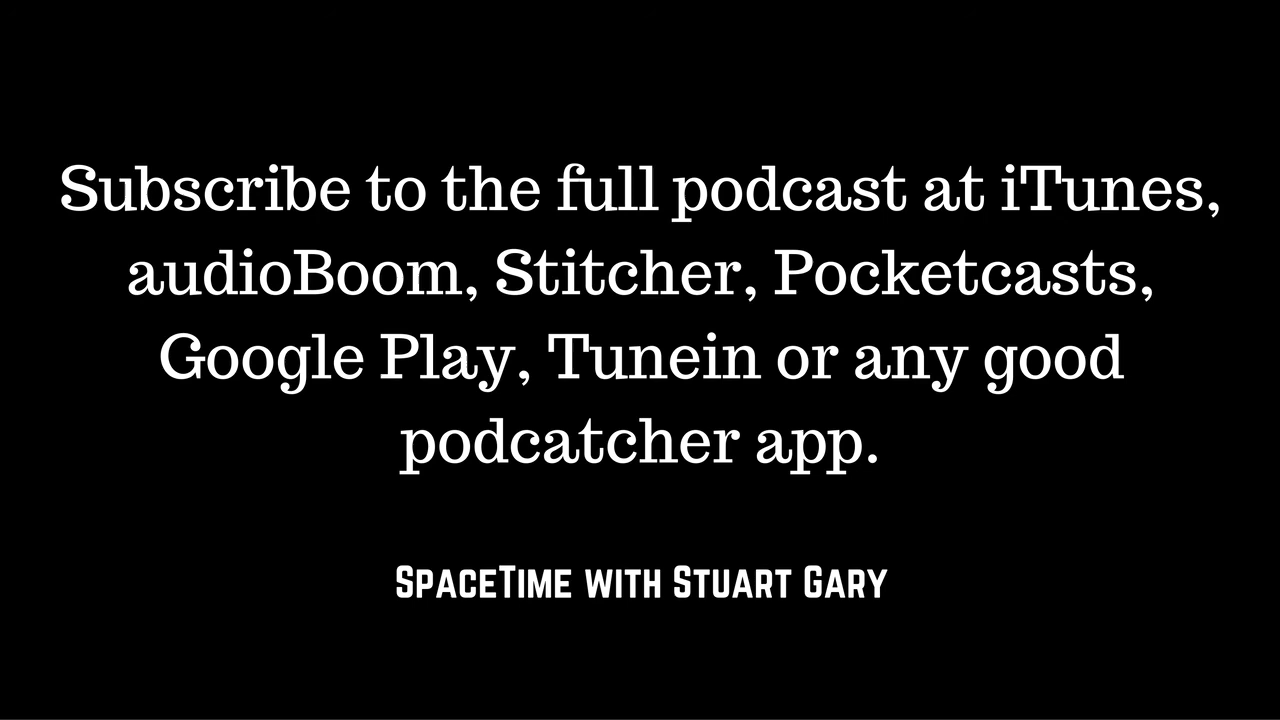 Subscribe to the full podcast at iTunes,
audioBoom, Stitcher, Pocketcasts,
Google Play, Tunein or any good
podcatcher app.
SpaceTime with Stuart Gary